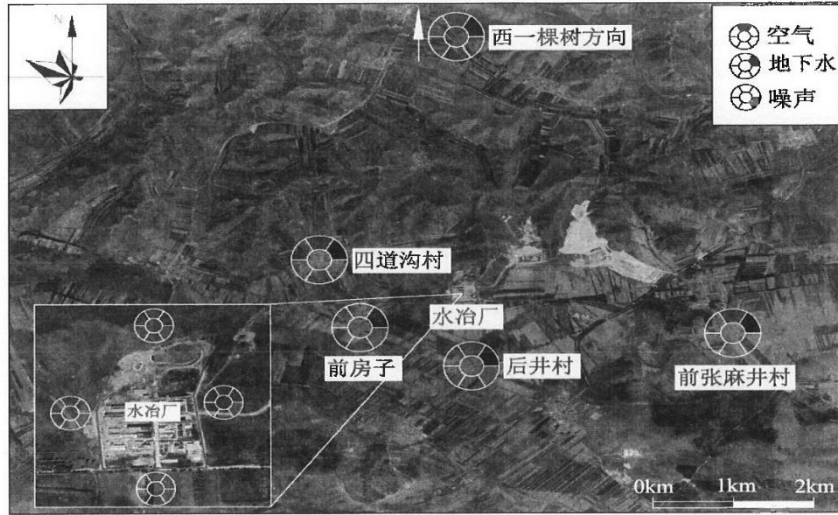 N
西一棵树方向
空气
地下水
噪声
四道沟村
水冶厂
前房子
后井村
前张麻井村
水冶厂
0km 1km 2km